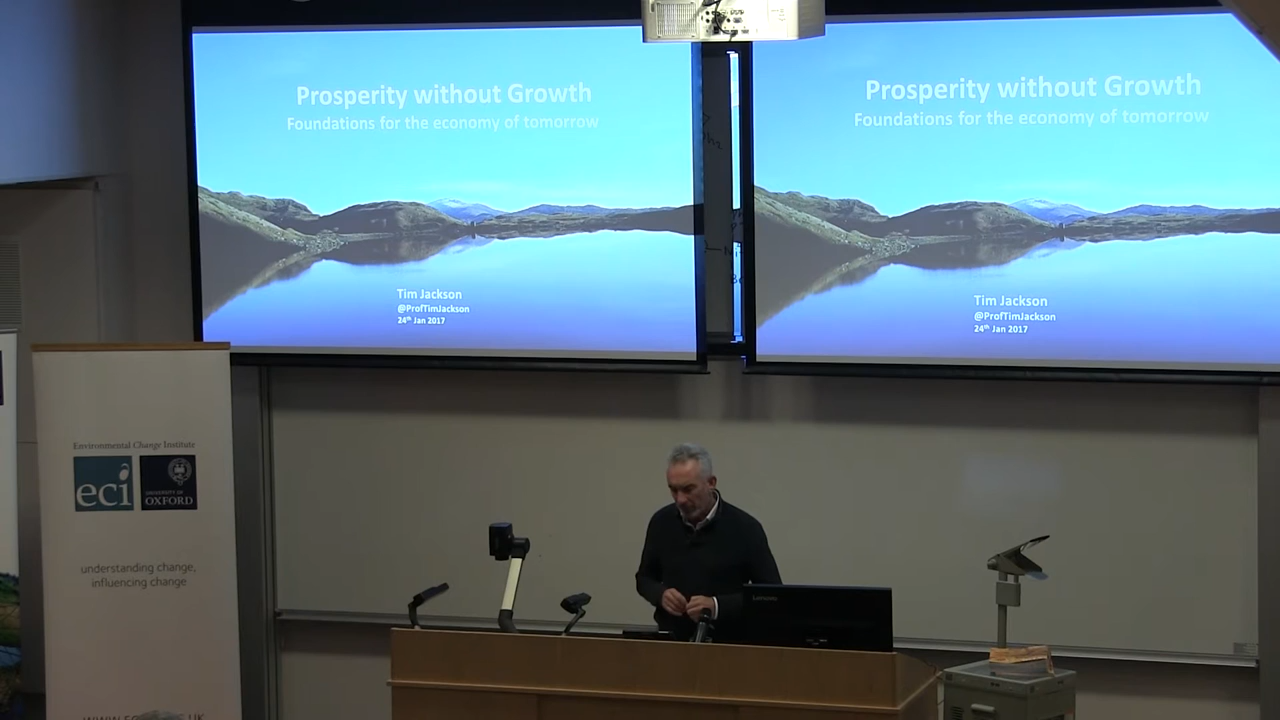 Prosperity without Growth
Foundations for the economy of tomorrow
Tim Jackson
@ProfTimJackson
24th Jan 2017
Prosperity without Growth
Foundations for the economy of tomorrow
Tim Jackson
@ProfTimJackson
24th Jan 2017
Environmental Change Institute
eci
UNIVERSITY OF
OXFORD
understanding change,
influencing change
Lenovo